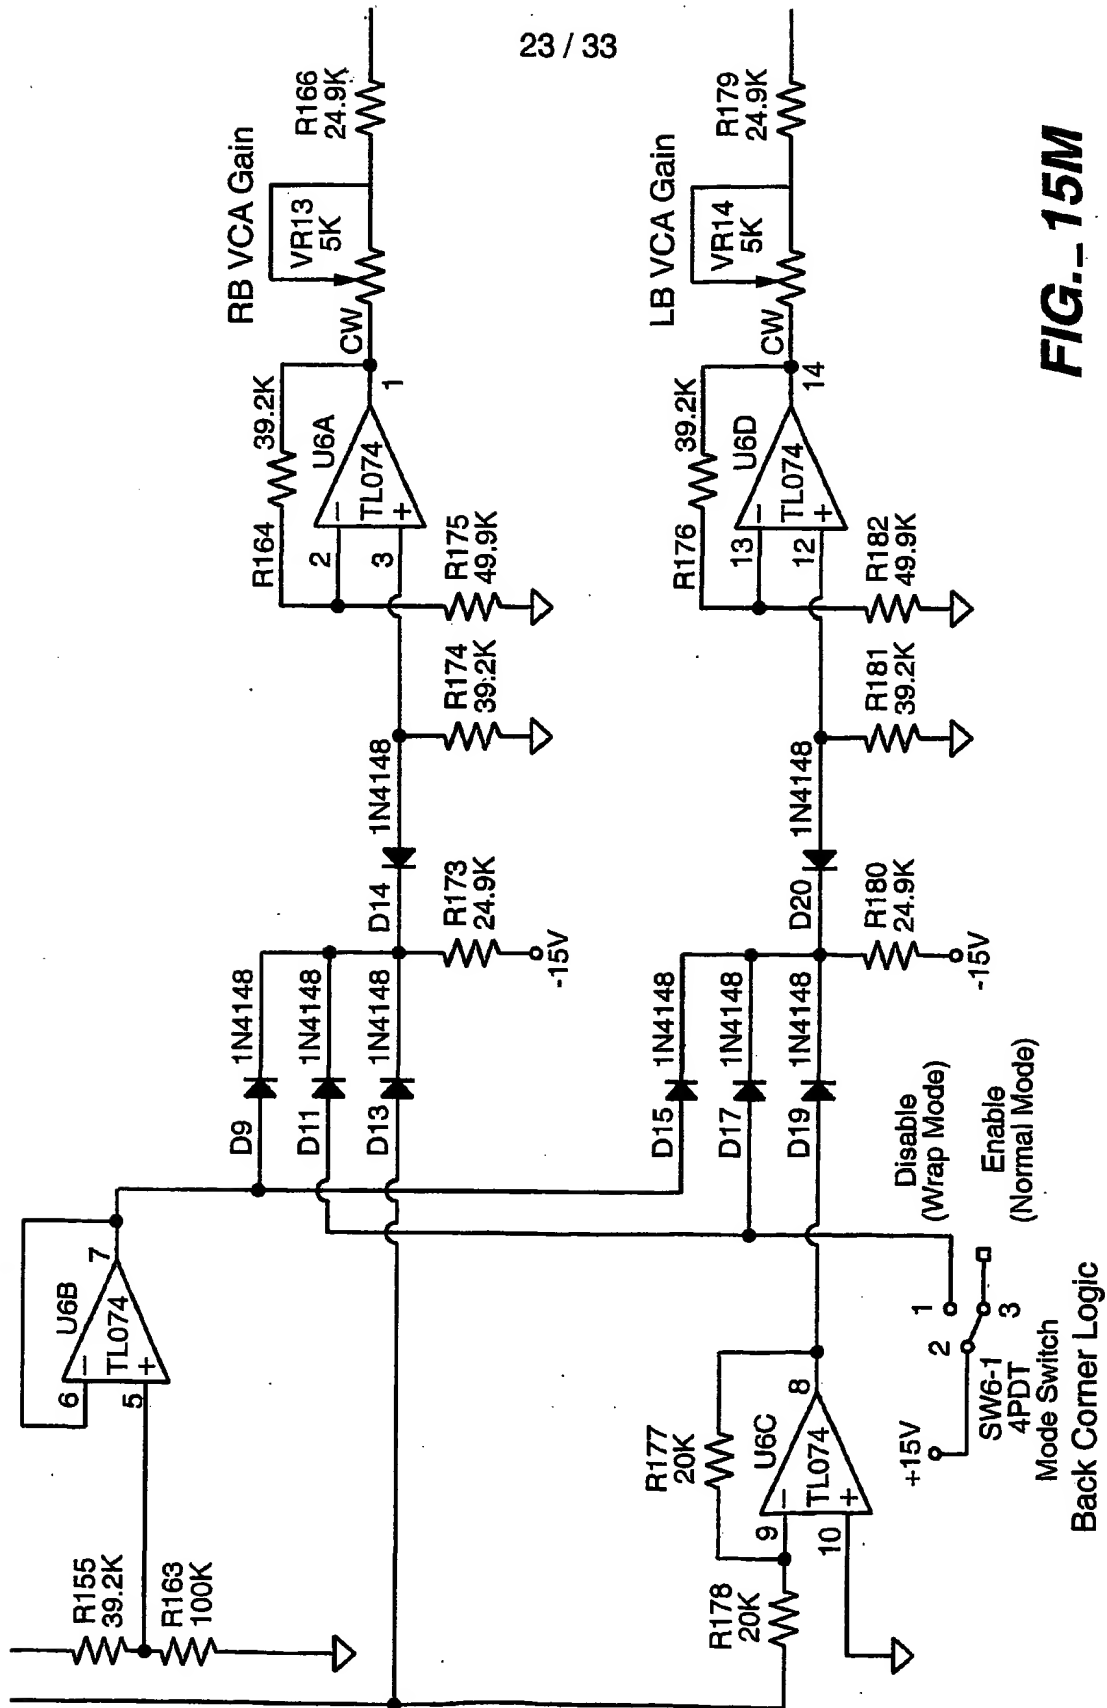 23 / 33
R155
39.2K
R163
100K
6
5
U6B
TL074
−
+
7
D9
1N4148
D11
1N4148
D13
1N4148
D14
1N4148
R173
24.9K
-15V
R174
39.2K
R175
49.9K
R164
39.2K
2
3
U6A
TL074
−
+
1
CW
VR13
5K
RB VCA Gain
R166
24.9K
R178
20K
R177
20K
9
10
U6C
TL074
−
+
8
D15
1N4148
D17
1N4148
D19
1N4148
D20
1N4148
R180
24.9K
-15V
R181
39.2K
R182
49.9K
R176
39.2K
13
12
U6D
TL074
−
+
14
CW
VR14
5K
LB VCA Gain
R179
24.9K
+15V
2
1
3
SW6-1
4PDT
Mode Switch
Disable
(Wrap Mode)
Enable
(Normal Mode)
Back Corner Logic
FIG._15M